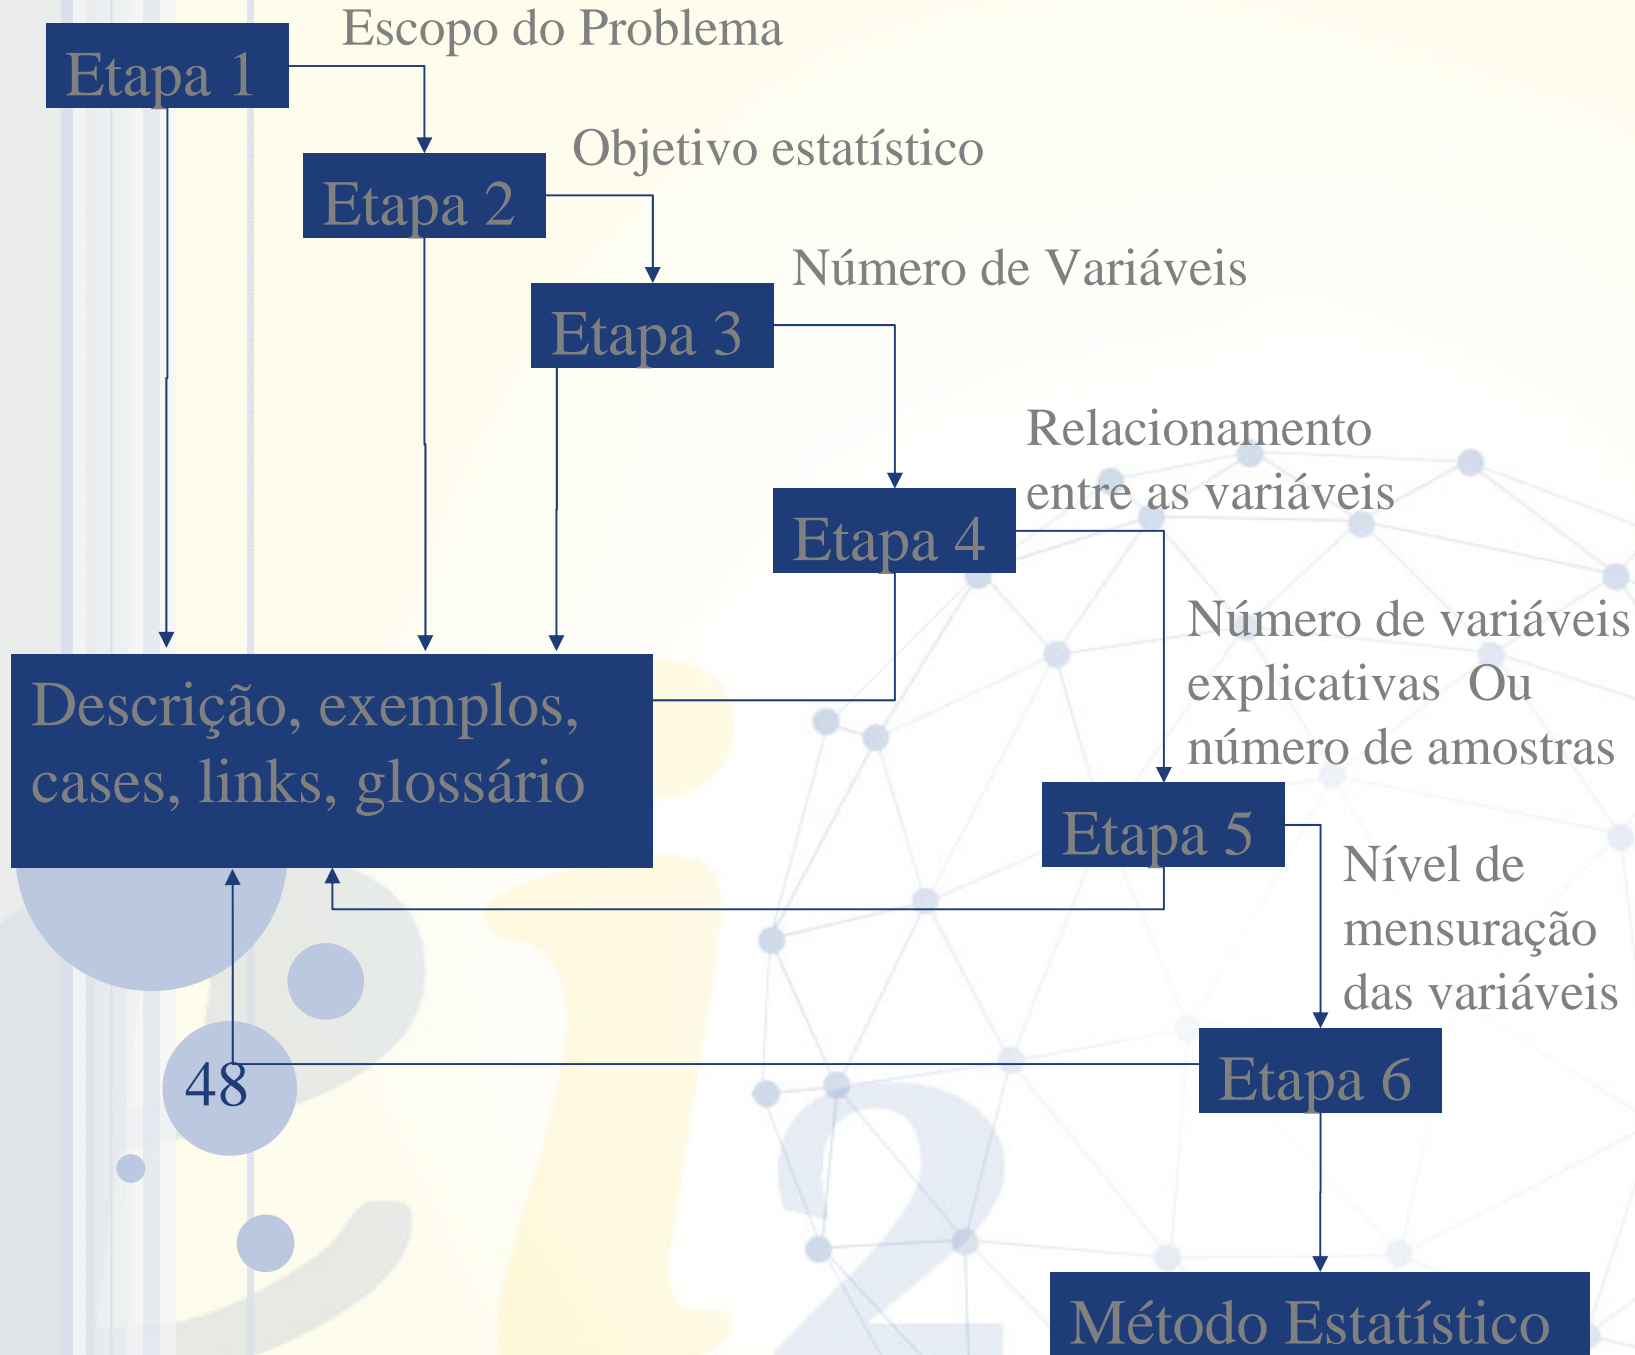 Escopo do Problema
Etapa 1
Objetivo estatístico
Etapa 2
Número de Variáveis
Etapa 3
Relacionamento
entre as variáveis
Etapa 4
Número de variáveis
explicativas Ou
número de amostras
Descrição, exemplos,
cases, links, glossário
Etapa 5
Nível de
mensuração
das variáveis
Etapa 6
48
Método Estatístico